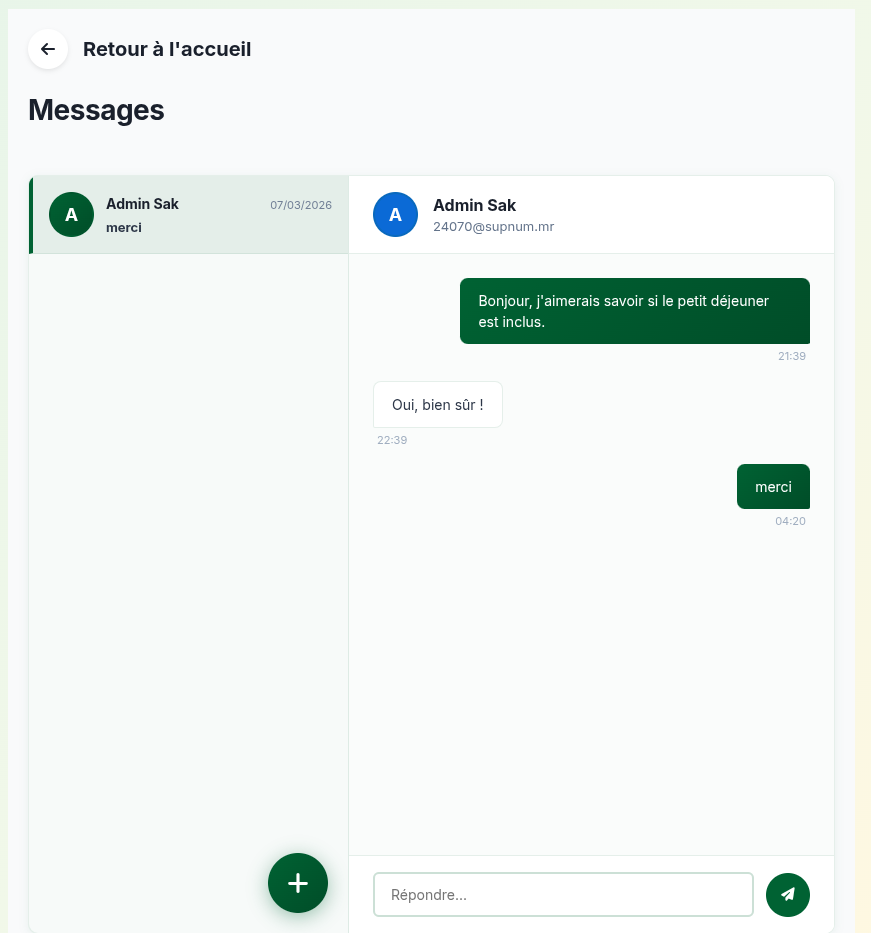 Retour à l'accueil
Messages
A
Admin Sak
07/03/2026
merci
A
Admin Sak
24070@supnum.mr
Bonjour, j'aimerais savoir si le petit déjeuner
est inclus.
21:39
Oui, bien sûr !
22:39
merci
04:20
Répondre...